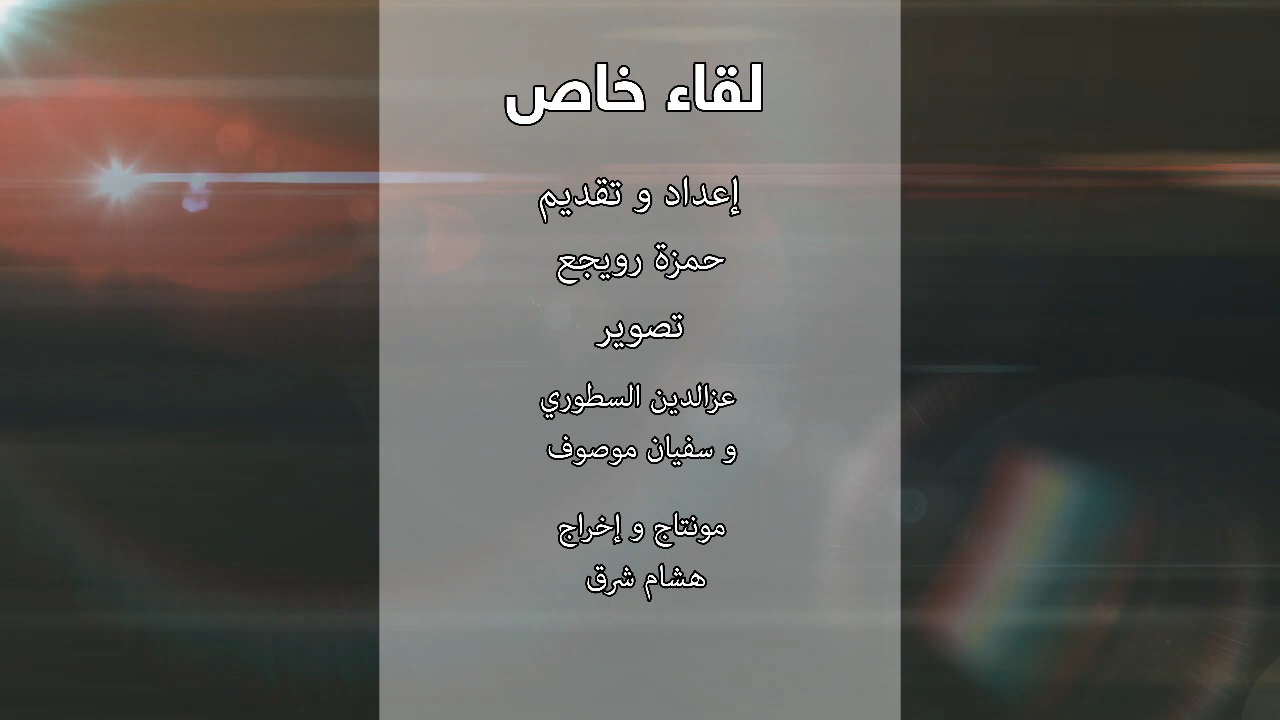 لقاء خاص
إعداد و تقديم
حمزة رويجع
تصوير
عزالدين السطوري
و سفيان موصوف
مونتاج و إخراج
هشام شرق